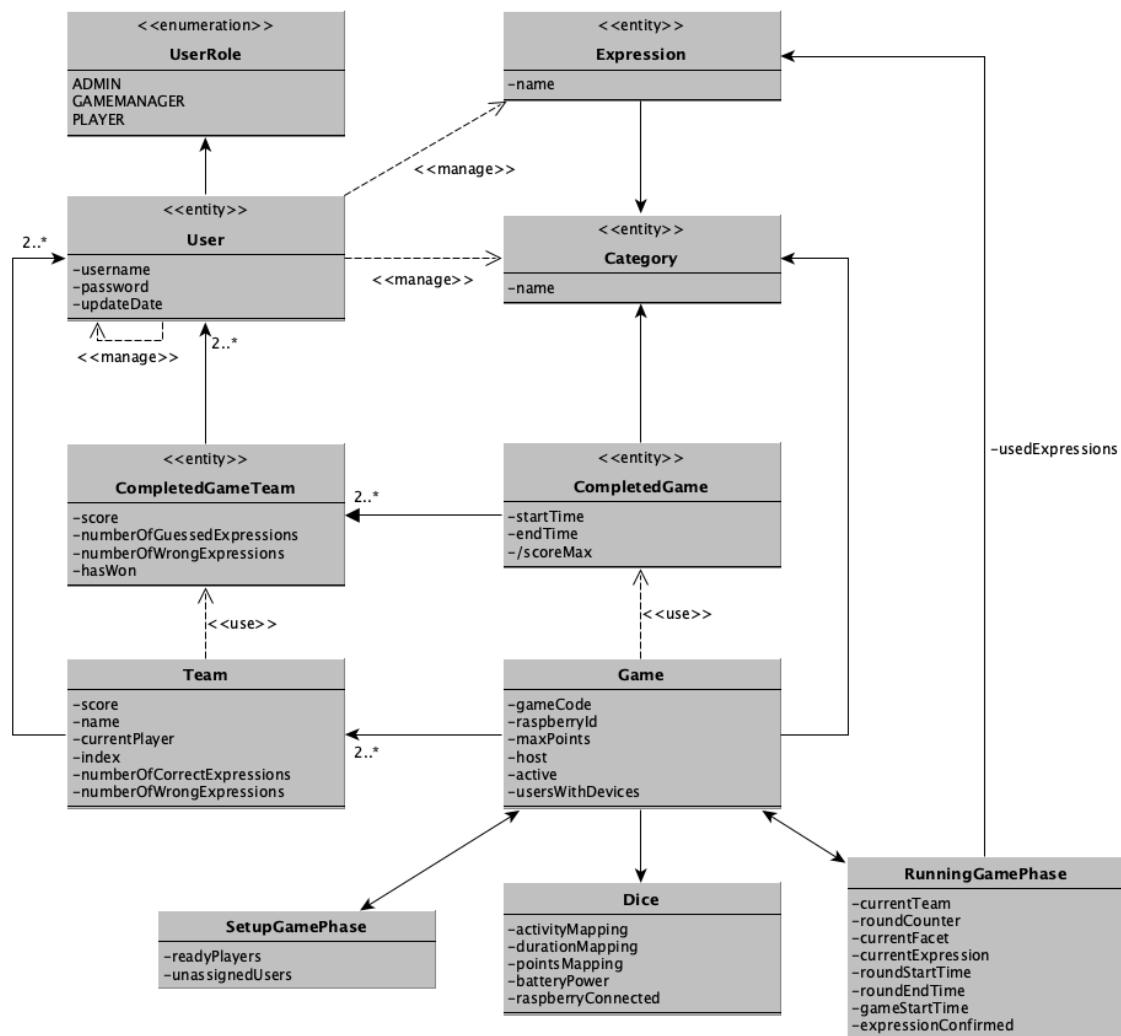 <<enumeration>>
UserRole
ADMIN
GAMEMANAGER
PLAYER
<<entity>>
Expression
-name
<<manage>>
<<entity>>
User
-username
-password
-updateDate
<<manage>>
2..*
<<manage>>
<<entity>>
Category
-name
2..*
<<entity>>
CompletedGameTeam
-score
-numberOfGuessedExpressions
-numberOfWrongExpressions
-hasWon
2..*
<<entity>>
CompletedGame
-startTime
-endTime
-/scoreMax
-usedExpressions
<<use>>
<<use>>
Team
-score
-name
-currentPlayer
-index
-numberOfCorrectExpressions
-numberOfWrongExpressions
2..*
Game
-gameCode
-raspberryId
-maxPoints
-host
-active
-usersWithDevices
SetupGamePhase
-readyPlayers
-unassignedUsers
Dice
-activityMapping
-durationMapping
-pointsMapping
-batteryPower
-raspberryConnected
RunningGamePhase
-currentTeam
-roundCounter
-currentFacet
-currentExpression
-roundStartTime
-roundEndTime
-gameStartTime
-expressionConfirmed